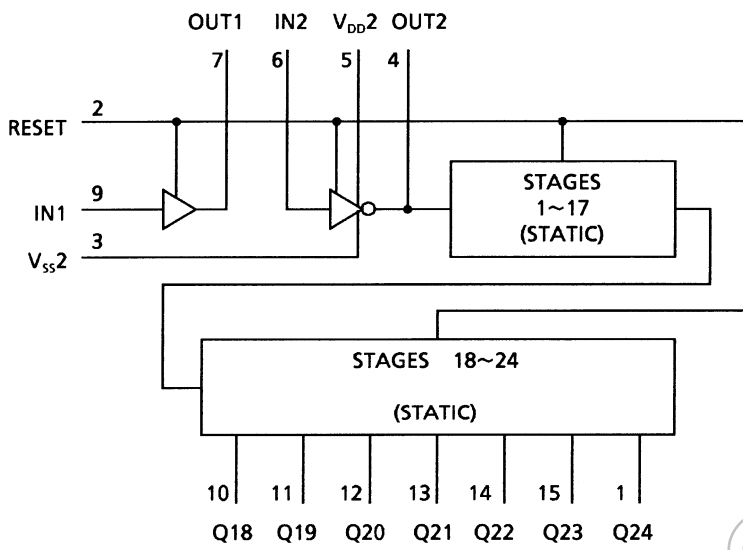 OUT1 IN2 VDD2 OUT2
7 6 5 4
2
RESET
9
IN1
3
VSS2
STAGES
1~17
(STATIC)
STAGES 18~24
(STATIC)
10 11 12 13 14 15 1
Q18 Q19 Q20 Q21 Q22 Q23 Q24